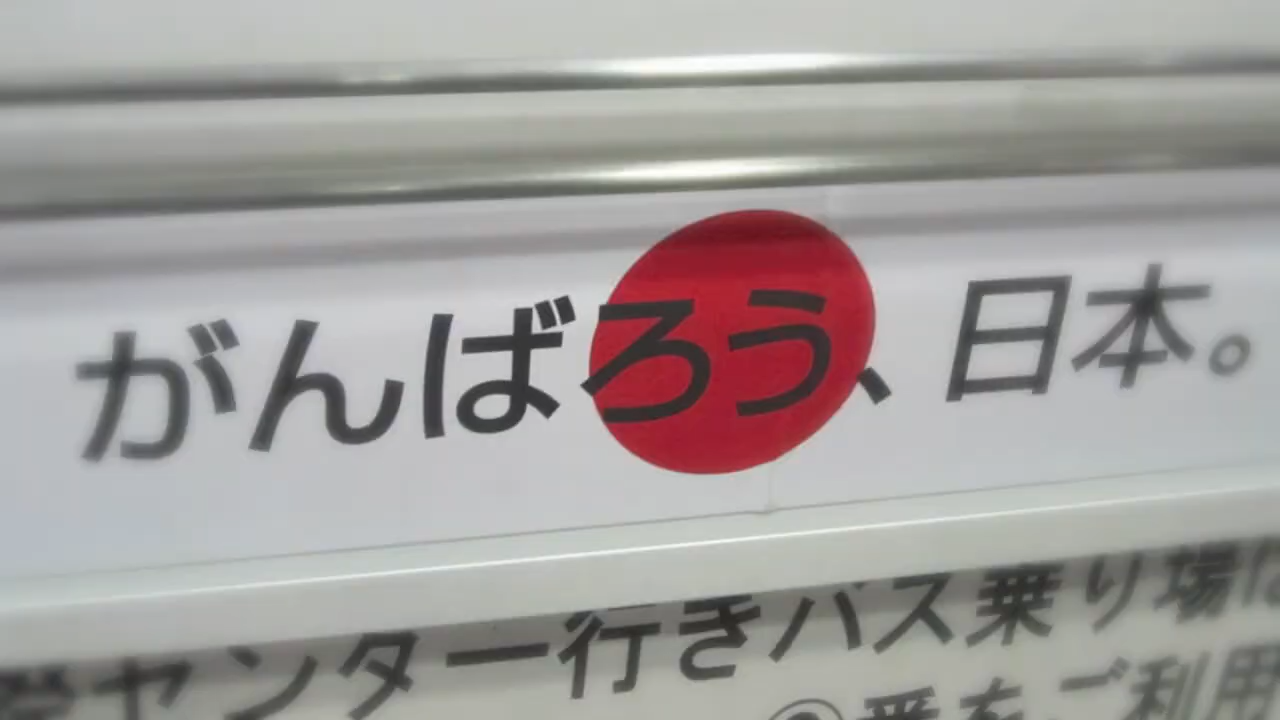 がんばろう、日本。
センター行きバス乗り場は
番をご利用